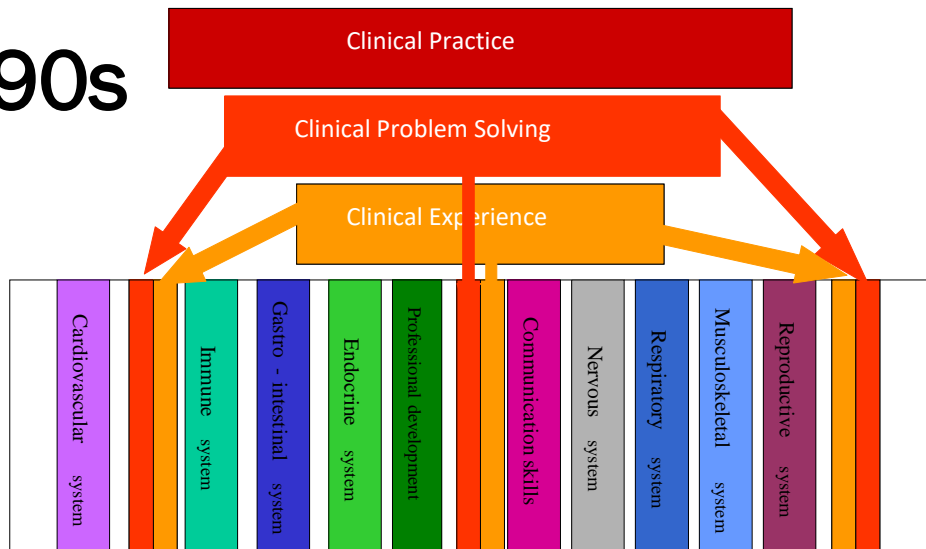 90s
Clinical Practice
Clinical Problem Solving
Clinical Experience
Cardiovascular system
Immune system
Gastro - intestinal system
Endocrine system
Professional development
Communication skills
Nervous system
Respiratory system
Musculoskeletal system
Reproductive system